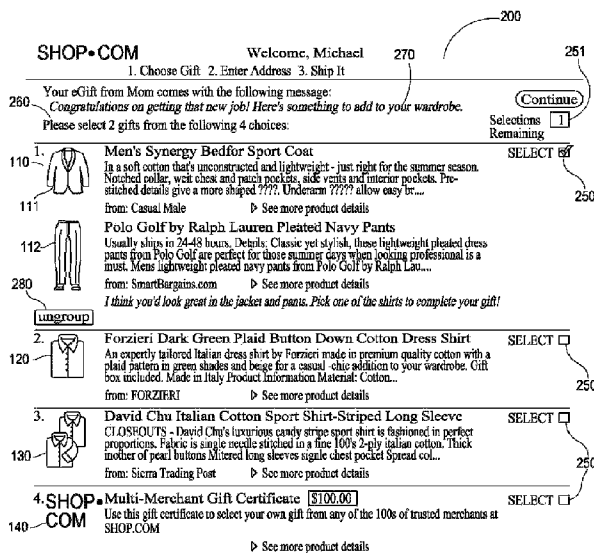 200
SHOP•COM Welcome, Michael 270 251
1. Choose Gift 2. Enter Address 3. Ship It
Your eGift from Mom comes with the following message:
260 Congratulations on getting that new job! Here's something to add to your wardrobe. Continue
Please select 2 gifts from the following 4 choices: Selections Remaining 1
1. Men's Synergy Bedfor Sport Coat SELECT
110 In a soft cotton that's unconstructed and lightweight - just right for the summer season.
Notched collar, welt chest and patch pockets, side vents and interior pockets. Pre-
111 stitched details give a more shaped ????. Underarm ????? allow easy br.... 250
from: Casual Male ▷ See more product details
Polo Golf by Ralph Lauren Pleated Navy Pants
112 Usually ships in 24-48 hours. Details: Classic yet stylish, these lightweight pleated dress
pants from Polo Golf are perfect for those summer days when looking professional is a
must. Mens lightweight pleated navy pants from Polo Golf by Ralph Lau....
280 from: SmartBargains.com ▷ See more product details
I think you'd look great in the jacket and pants. Pick one of the shirts to complete your gift!
ungroup
2. Forzieri Dark Green Plaid Button Down Cotton Dress Shirt SELECT
120 An expertly tailored Italian dress shirt by Forzieri made in premium quality cotton with a
plaid pattern in green shades and beige for a casual -chic addition to your wardrobe. Gift
box included. Made in Italy Product Information Material: Cotton... 250
from: FORZIERI ▷ See more product details
3. David Chu Italian Cotton Sport Shirt-Striped Long Sleeve SELECT
CLOSEOUTS - David Chu's luxurious candy stripe sport shirt is fashioned in perfect
130 proportions. Fabric is single needle stitched in a fine 100's 2-ply italian cotton. Thick
mother of pearl buttons Mitered long sleeves signle chest pocket Spread col... 250
from: Sierra Trading Post ▷ See more product details
4. SHOP•COM Multi-Merchant Gift Certificate $100.00 SELECT
140 Use this gift certificate to select your own gift from any of the 100s of trusted merchants at
SHOP.COM
▷ See more product details